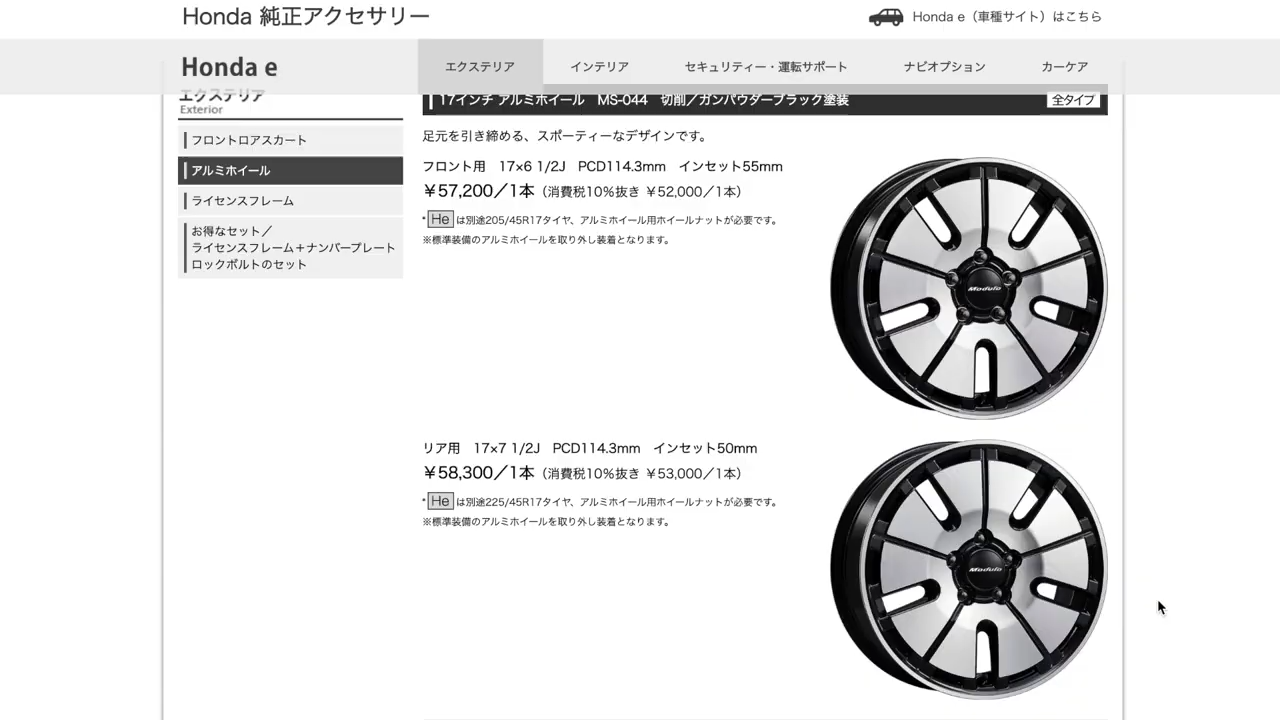 Honda 純正アクセサリー
Honda e（車種サイト）はこちら
Honda e
エクステリア
インテリア
セキュリティー・運転サポート
ナビオプション
カーケア
エクステリア
Exterior
フロントロアスカート
アルミホイール
ライセンスフレーム
お得なセット／
ライセンスフレーム＋ナンバープレート
ロックボルトのセット
17インチ アルミホイール　MS-044　切削／ガンパウダーブラック塗装
全タイプ
足元を引き締める、スポーティーなデザインです。
フロント用　17×6 1/2J　PCD114.3mm　インセット55mm
￥57,200／1本（消費税10％抜き ￥52,000／1本）
* He は別途205/45R17タイヤ、アルミホイール用ホイールナットが必要です。
※標準装備のアルミホイールを取り外し装着となります。
Modulo
リア用　17×7 1/2J　PCD114.3mm　インセット50mm
￥58,300／1本（消費税10％抜き ￥53,000／1本）
* He は別途225/45R17タイヤ、アルミホイール用ホイールナットが必要です。
※標準装備のアルミホイールを取り外し装着となります。
Modulo